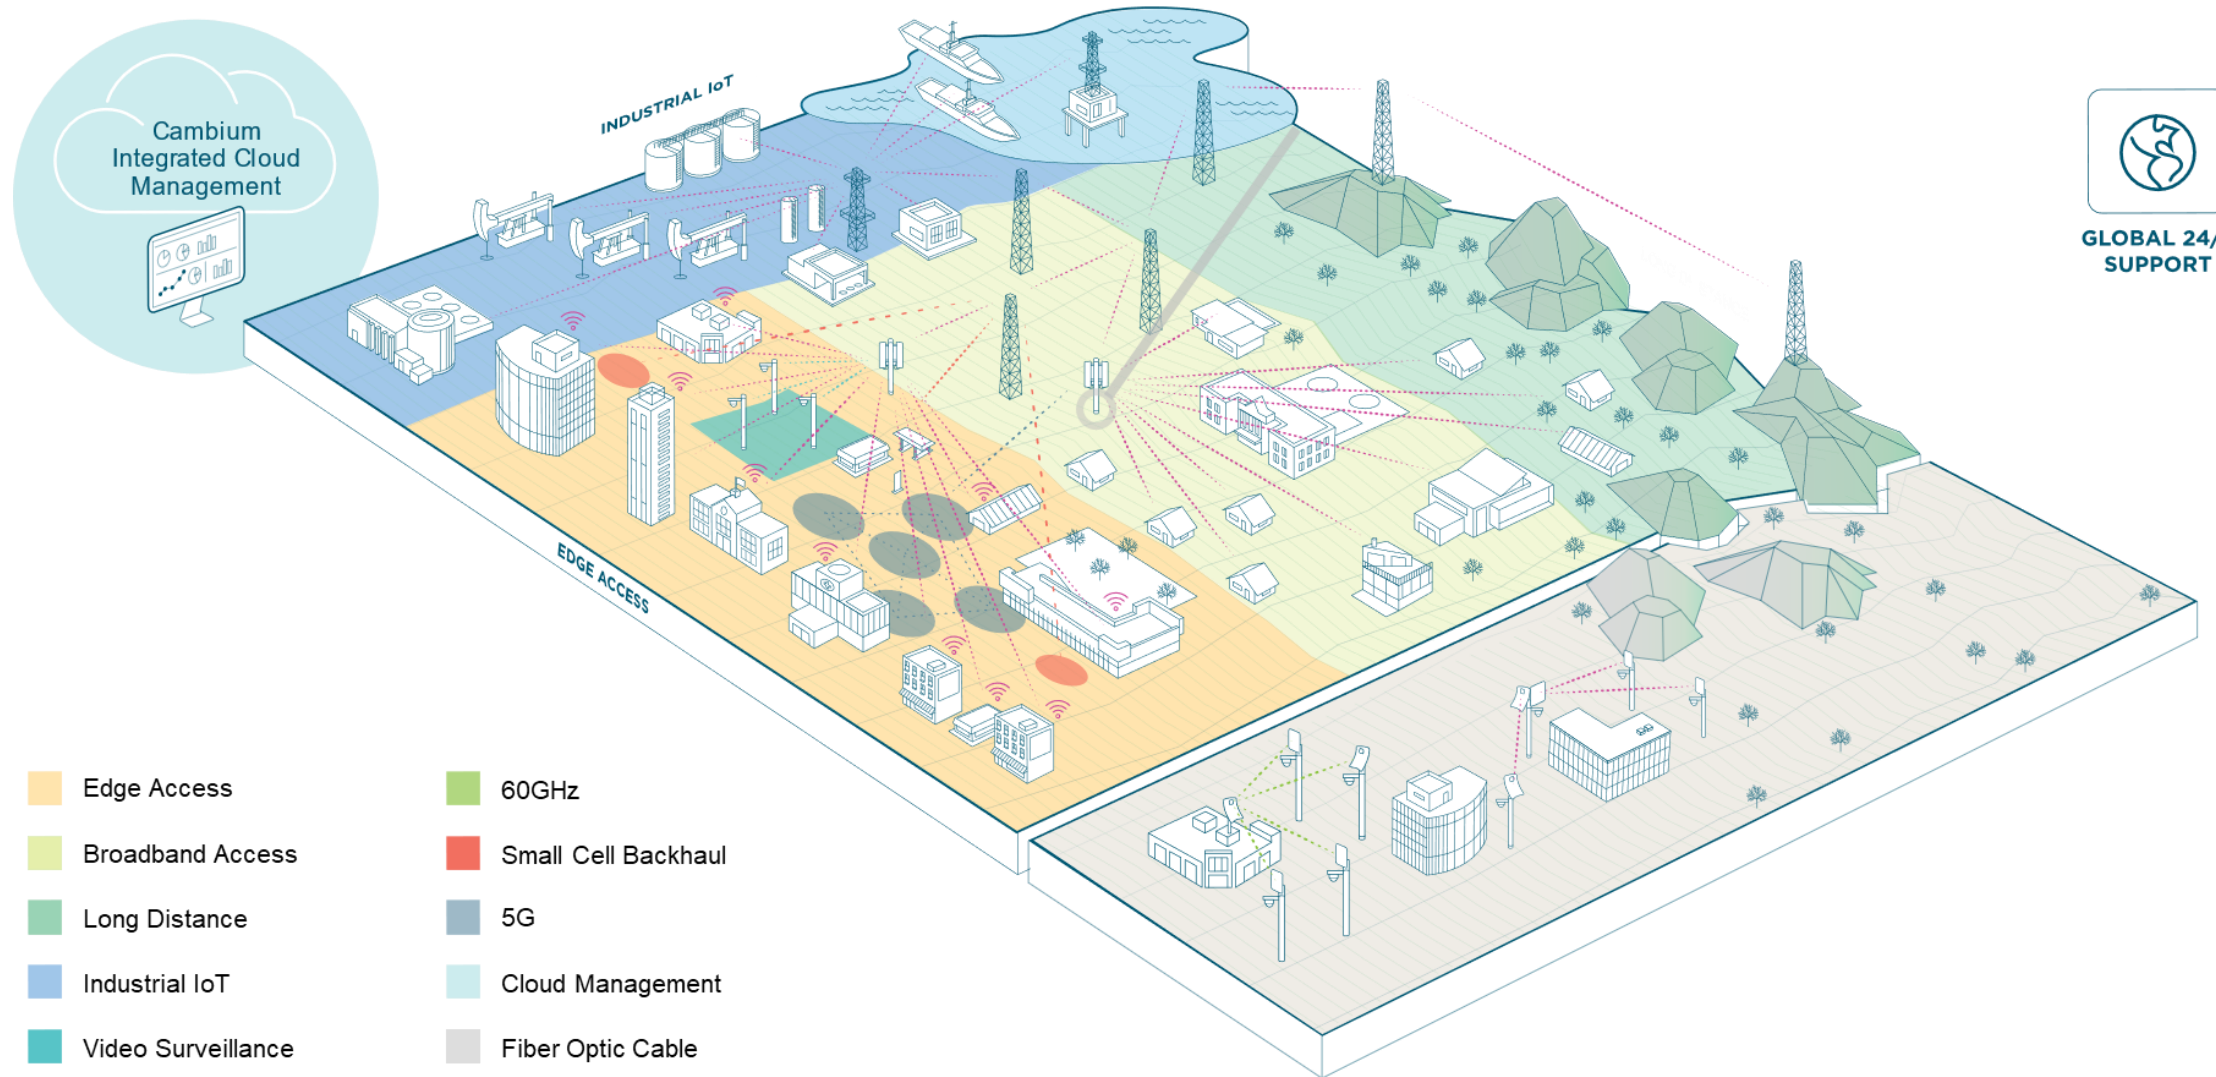 Cambium
Integrated Cloud
Management
INDUSTRIAL IoT
GLOBAL 24/
SUPPORT
EDGE ACCESS
Edge Access
Broadband Access
Long Distance
Industrial IoT
Video Surveillance
60GHz
Small Cell Backhaul
5G
Cloud Management
Fiber Optic Cable